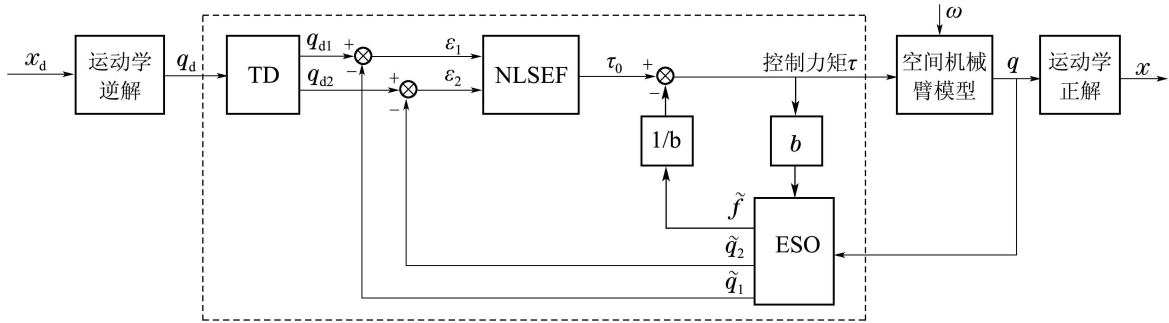 x_d
运动学
逆解
q_d
TD
q_d1
q_d2
+
−
+
−
ε_1
ε_2
NLSEF
τ_0
+
−
控制力矩τ
ω
空间机械
臂模型
q
运动学
正解
x
1/b
b
f̃
q̃_2
q̃_1
ESO